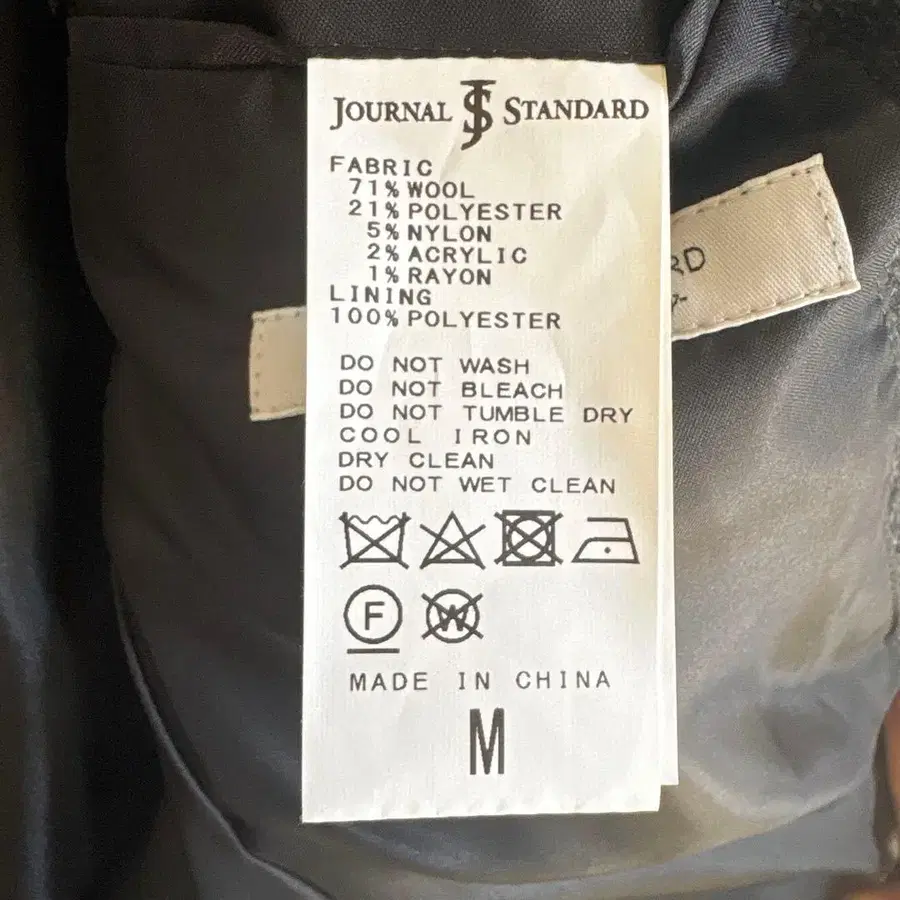 JOURNAL JS STANDARD
FABRIC
71% WOOL
21% POLYESTER
5% NYLON
2% ACRYLIC
1% RAYON
LINING
100% POLYESTER
DO NOT WASH
DO NOT BLEACH
DO NOT TUMBLE DRY
COOL IRON
DRY CLEAN
DO NOT WET CLEAN
F W
MADE IN CHINA
M